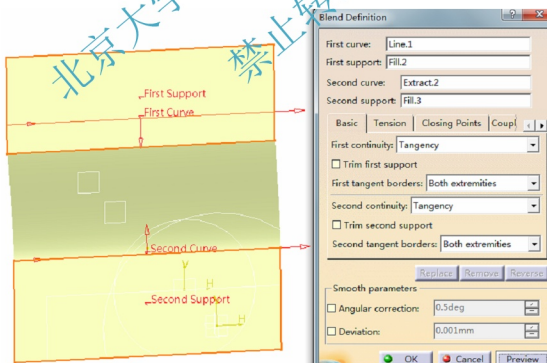 北京大学
禁止转
First Support
First Curve
Second Curve
Second Support
V
H
H
Blend Definition
?
First curve: Line.1
First support: Fill.2
Second curve: Extract.2
Second support: Fill.3
Basic Tension Closing Points Coupl
First continuity: Tangency
Trim first support
First tangent borders: Both extremities
Second continuity: Tangency
Trim second support
Second tangent borders: Both extremities
Replace Remove Reverse
Smooth parameters
Angular correction: 0.5deg
Deviation: 0.001mm
OK Cancel Preview